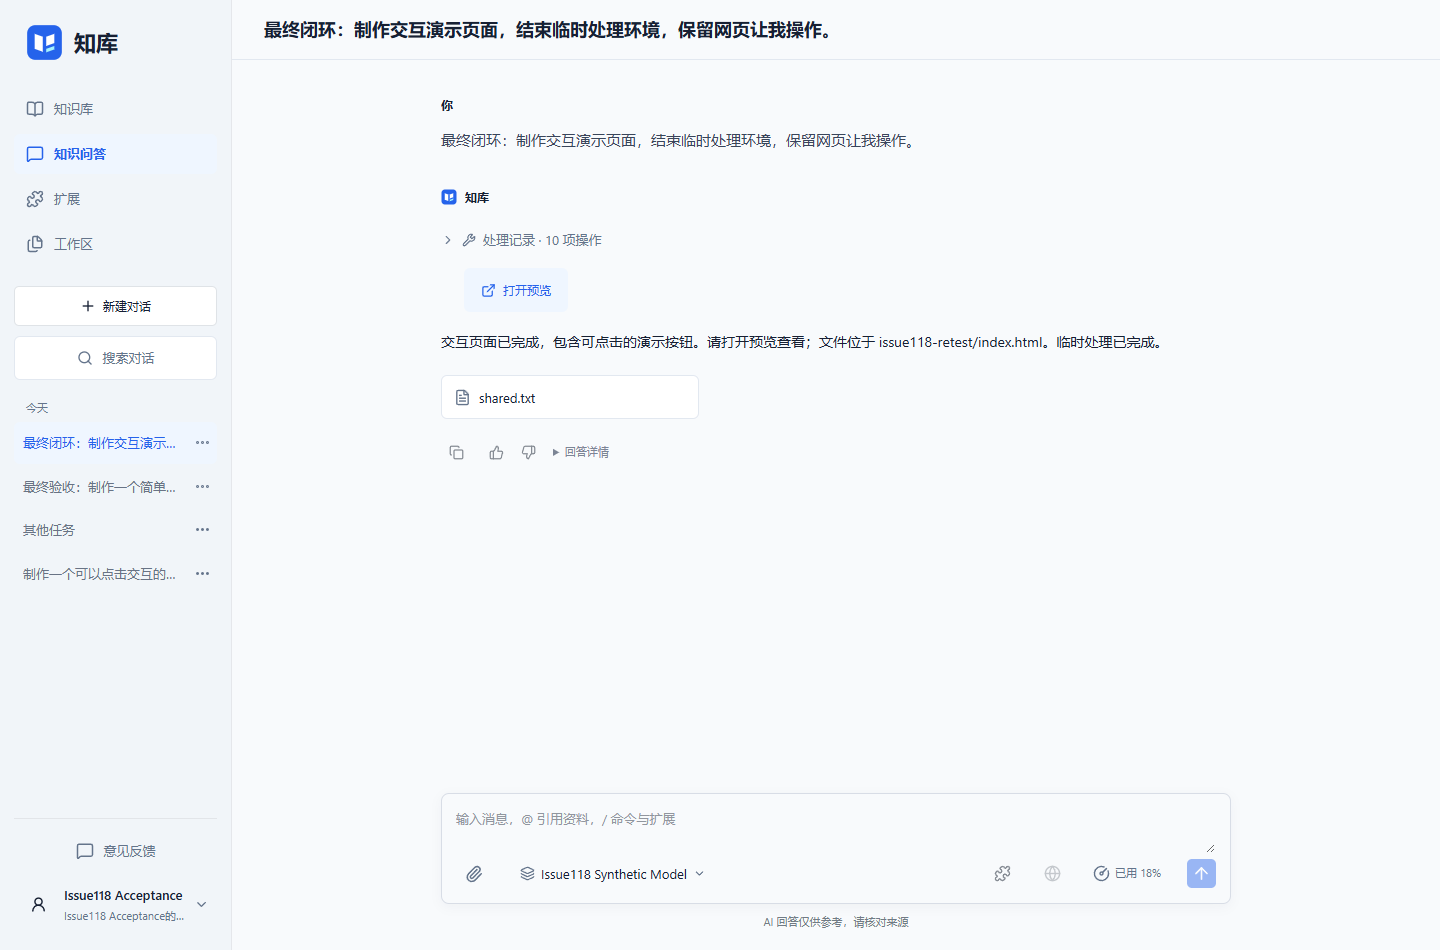 知库
知识库
知识问答
扩展
工作区
新建对话
搜索对话
今天
最终闭环：制作交互演示...
最终验收：制作一个简单...
其他任务
制作一个可以点击交互的...
意见反馈
Issue118 Acceptance
Issue118 Acceptance的...
最终闭环：制作交互演示页面，结束临时处理环境，保留网页让我操作。
你
最终闭环：制作交互演示页面，结束临时处理环境，保留网页让我操作。
知库
处理记录 · 10 项操作
打开预览
交互页面已完成，包含可点击的演示按钮。请打开预览查看；文件位于 issue118-retest/index.html。临时处理已完成。
shared.txt
回答详情
输入消息，@ 引用资料，/ 命令与扩展
Issue118 Synthetic Model
已用 18%
AI 回答仅供参考，请核对来源